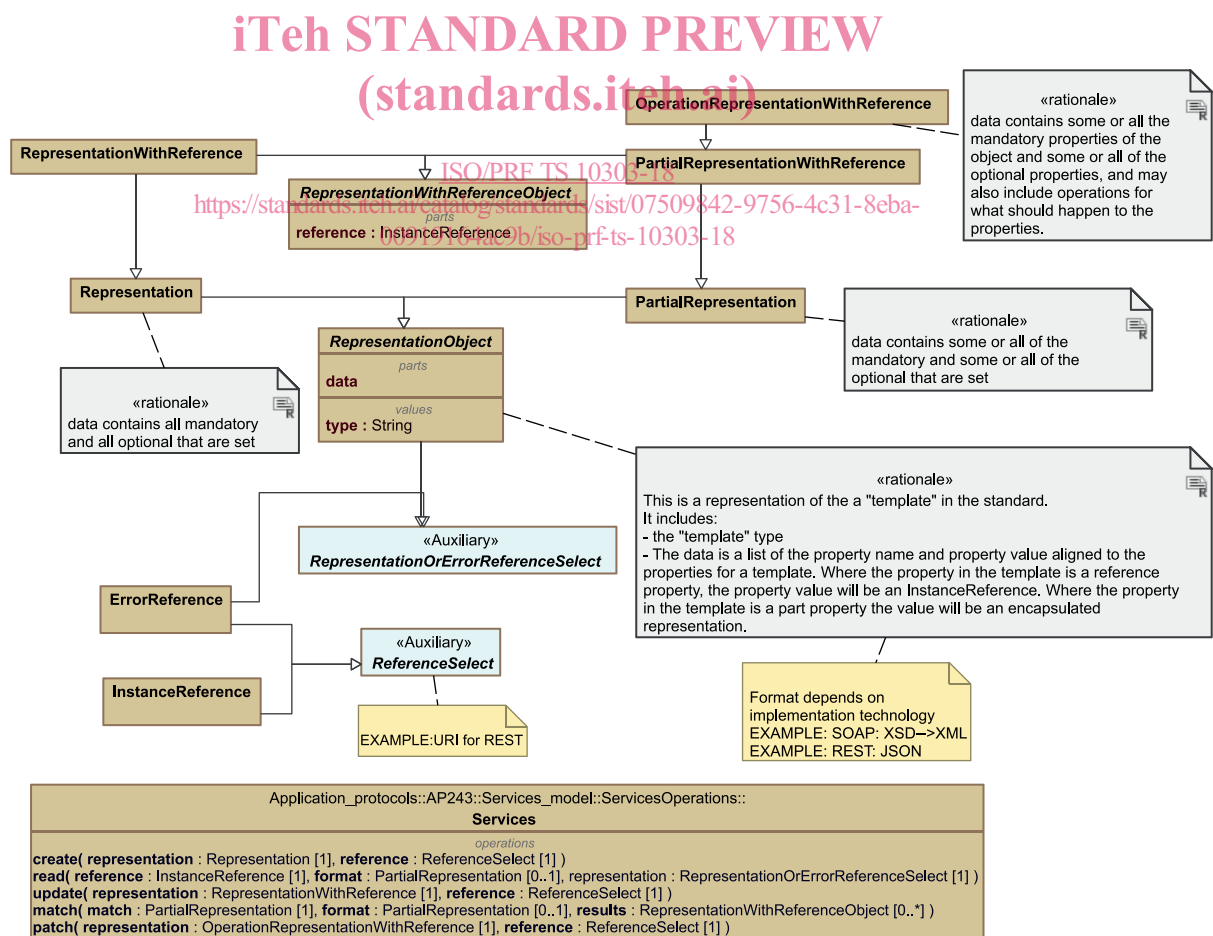 iTeh STANDARD PREVIEW
(standards.iteh.ai)
OperationRepresentationWithReference
«rationale»
data contains some or all the
mandatory properties of the
object and some or all of the
optional properties, and may
also include operations for
what should happen to the
properties.
RepresentationWithReference
PartialRepresentationWithReference
ISO/PRF TS 10303-18
RepresentationWithReferenceObject
https://standards.iteh.ai/catalog/standards/sist/07509842-9756-4c31-8eba-
parts
reference : InstanceReference
00919164ac9b/iso-prf-ts-10303-18
Representation
PartialRepresentation
«rationale»
data contains some or all of the
mandatory and some or all of the
optional that are set
RepresentationObject
parts
data
values
type : String
«rationale»
data contains all mandatory
and all optional that are set
«rationale»
This is a representation of the a "template" in the standard.
It includes:
- the "template" type
- The data is a list of the property name and property value aligned to the
properties for a template. Where the property in the template is a reference
property, the property value will be an InstanceReference. Where the property
in the template is a part property the value will be an encapsulated
representation.
«Auxiliary»
RepresentationOrErrorReferenceSelect
ErrorReference
«Auxiliary»
ReferenceSelect
InstanceReference
EXAMPLE:URI for REST
Format depends on
implementation technology
EXAMPLE: SOAP: XSD-->XML
EXAMPLE: REST: JSON
Application_protocols::AP243::Services_model::ServicesOperations::
Services
operations
create( representation : Representation [1], reference : ReferenceSelect [1] )
read( reference : InstanceReference [1], format : PartialRepresentation [0..1], representation : RepresentationOrErrorReferenceSelect [1] )
update( representation : RepresentationWithReference [1], reference : ReferenceSelect [1] )
match( match : PartialRepresentation [1], format : PartialRepresentation [0..1], results : RepresentationWithReferenceObject [0..*] )
patch( representation : OperationRepresentationWithReference [1], reference : ReferenceSelect [1] )